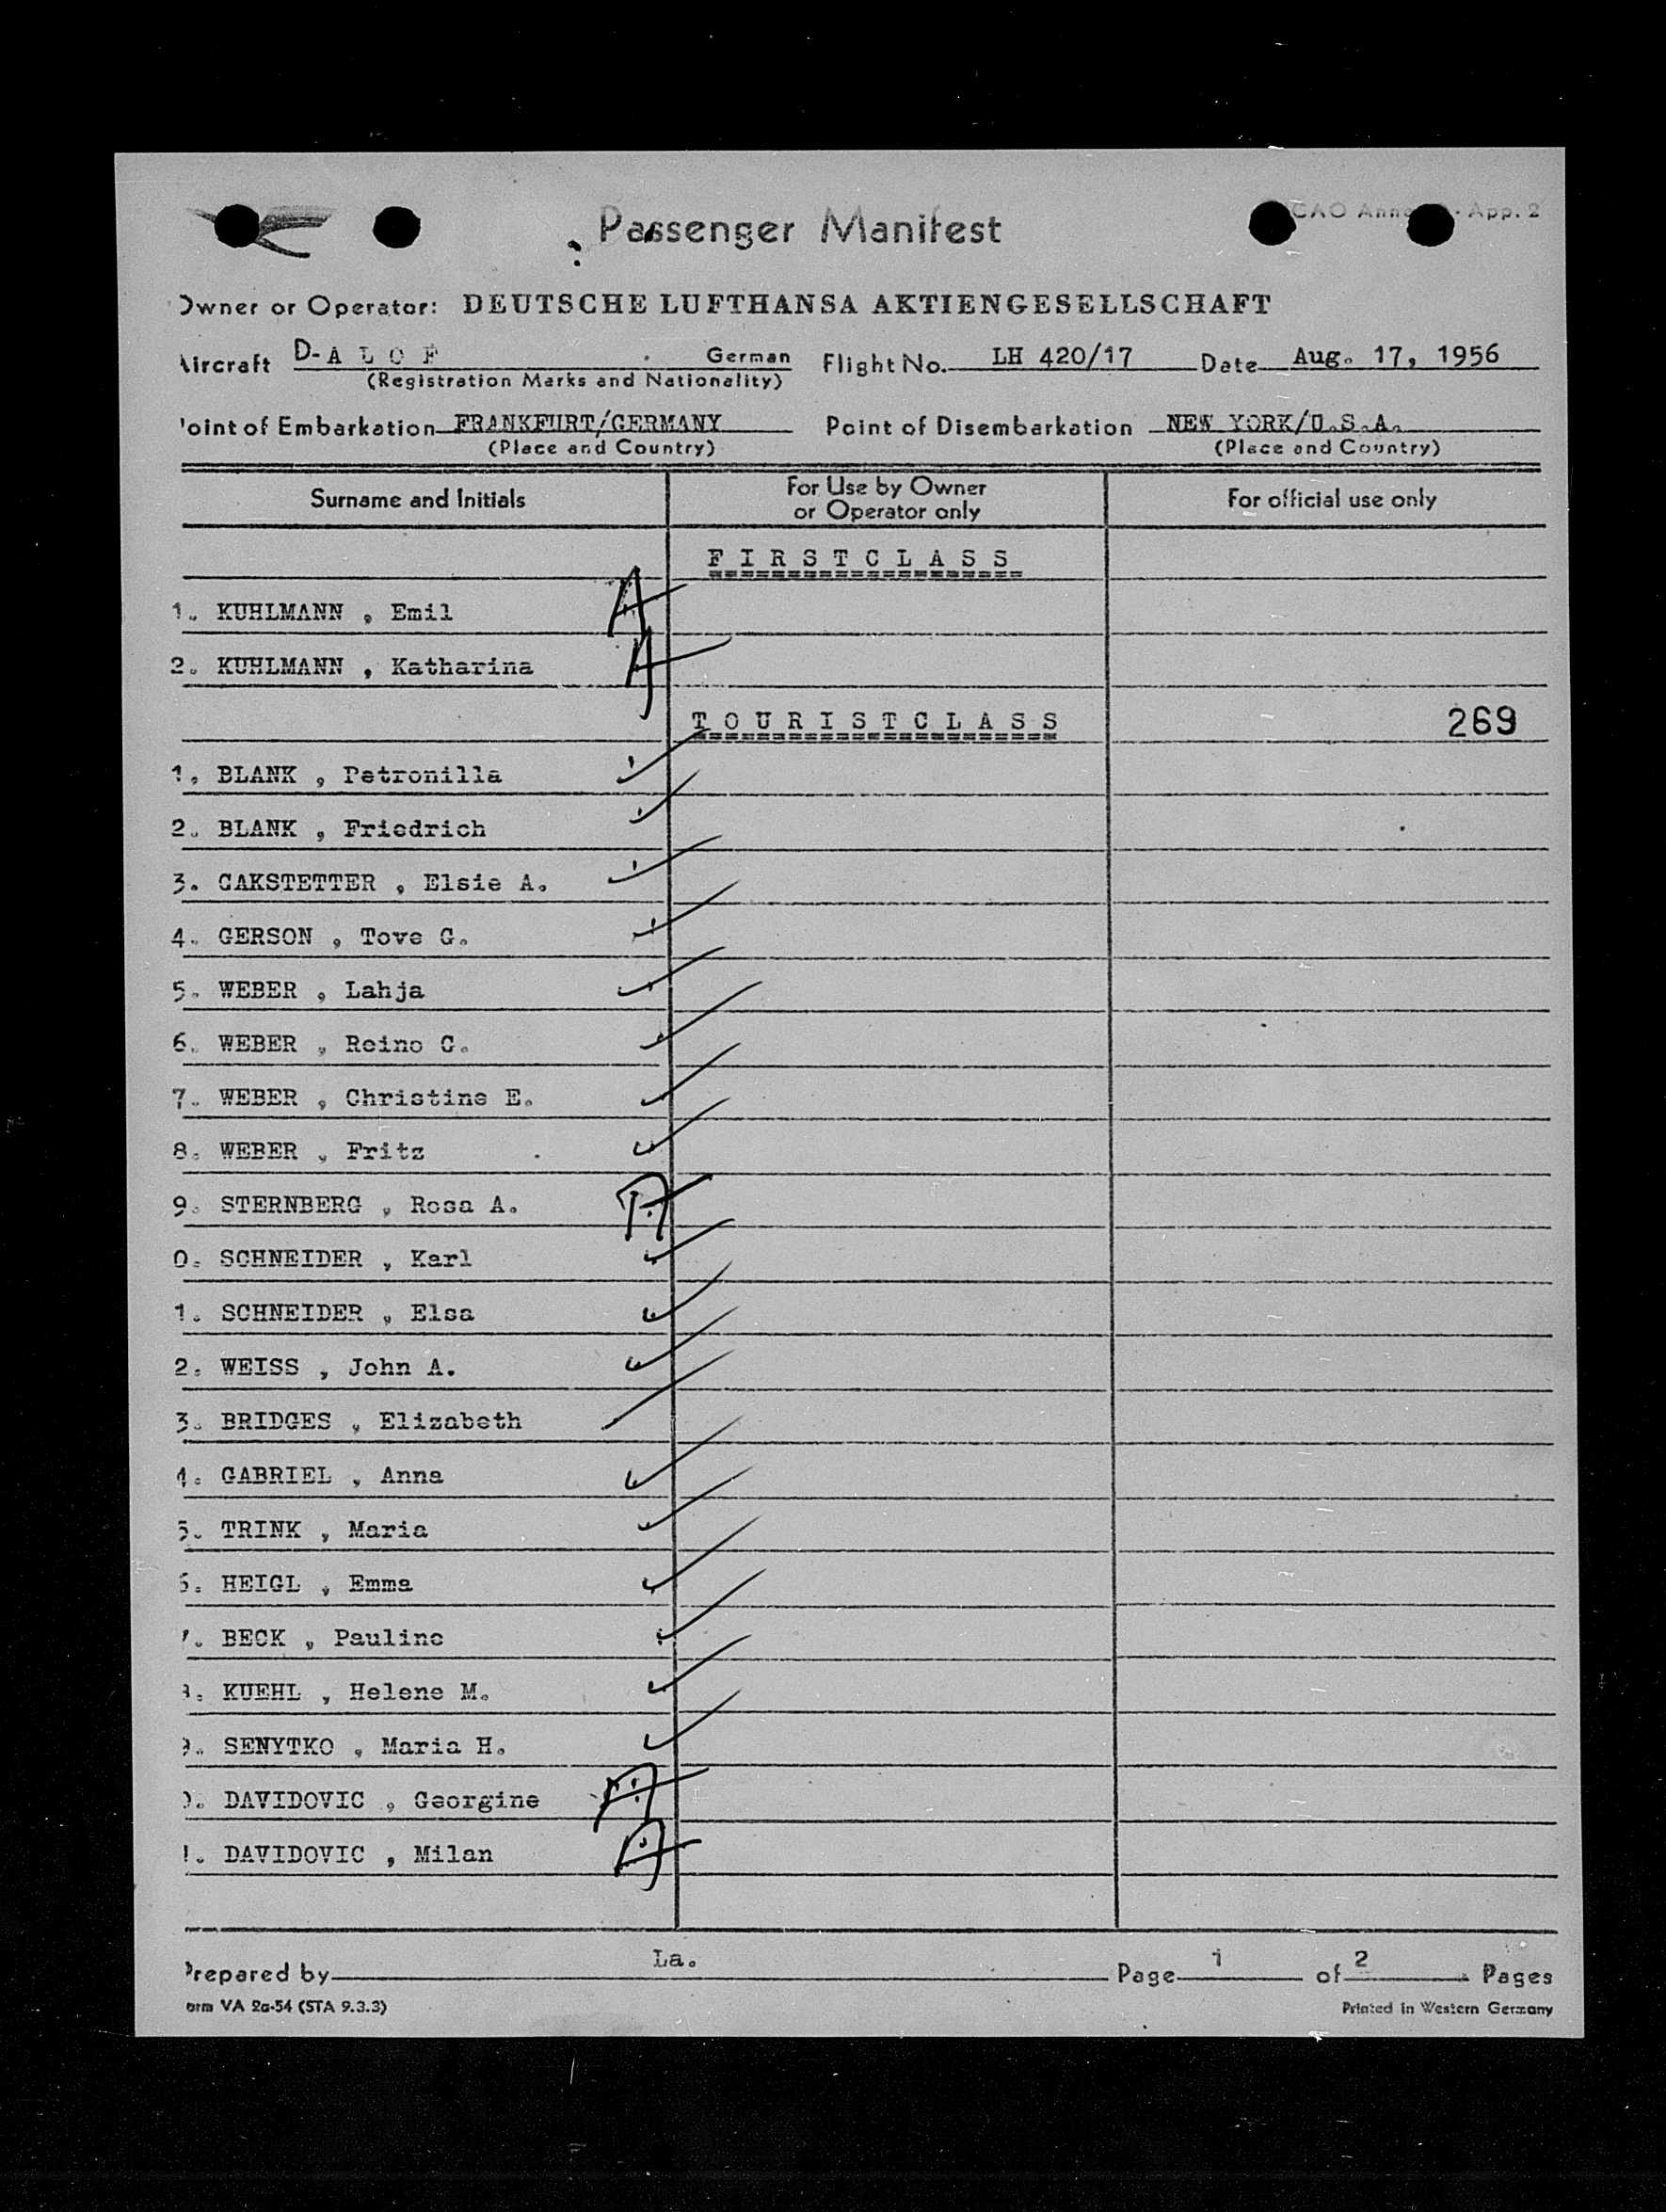 Passenger Manifest
CAO App. 2
Owner or Operator: DEUTSCHE LUFTHANSA AKTIENGESELLSCHAFT
Aircraft D-A L O F German Flight No. LH 420/17 Date Aug. 17, 1956
(Registration Marks and Nationality)
Point of Embarkation FRANKFURT/GERMANY Point of Disembarkation NEW YORK/U.S.A.
(Place and Country) (Place and Country)
Surname and Initials For Use by Owner or Operator only For official use only
F I R S T C L A S S
1. KUHLMANN , Emil A
2. KUHLMANN , Katharina A
T O U R I S T C L A S S 269
1. BLANK , Petronilla
2. BLANK , Friedrich
3. GAKSTETTER , Elsie A.
4. GERSON , Tove G.
5. WEBER , Lahja
6. WEBER , Reino G.
7. WEBER , Christine E.
8. WEBER , Fritz
9. STERNBERG , Rosa A. A
0. SCHNEIDER , Karl
1. SCHNEIDER , Elsa
2. WEISS , John A.
3. BRIDGES , Elizabeth
4. GABRIEL , Anna
5. TRINK , Maria
6. HEIGL , Emma
7. BECK , Pauline
8. KUEHL , Helene M.
9. SENYTKO , Maria H.
0. DAVIDOVIC , Georgine A
1. DAVIDOVIC , Milan A
Prepared by La. Page 1 of 2 Pages
Form VA 2a-54 (STA 9.3.3) Printed in Western Germany